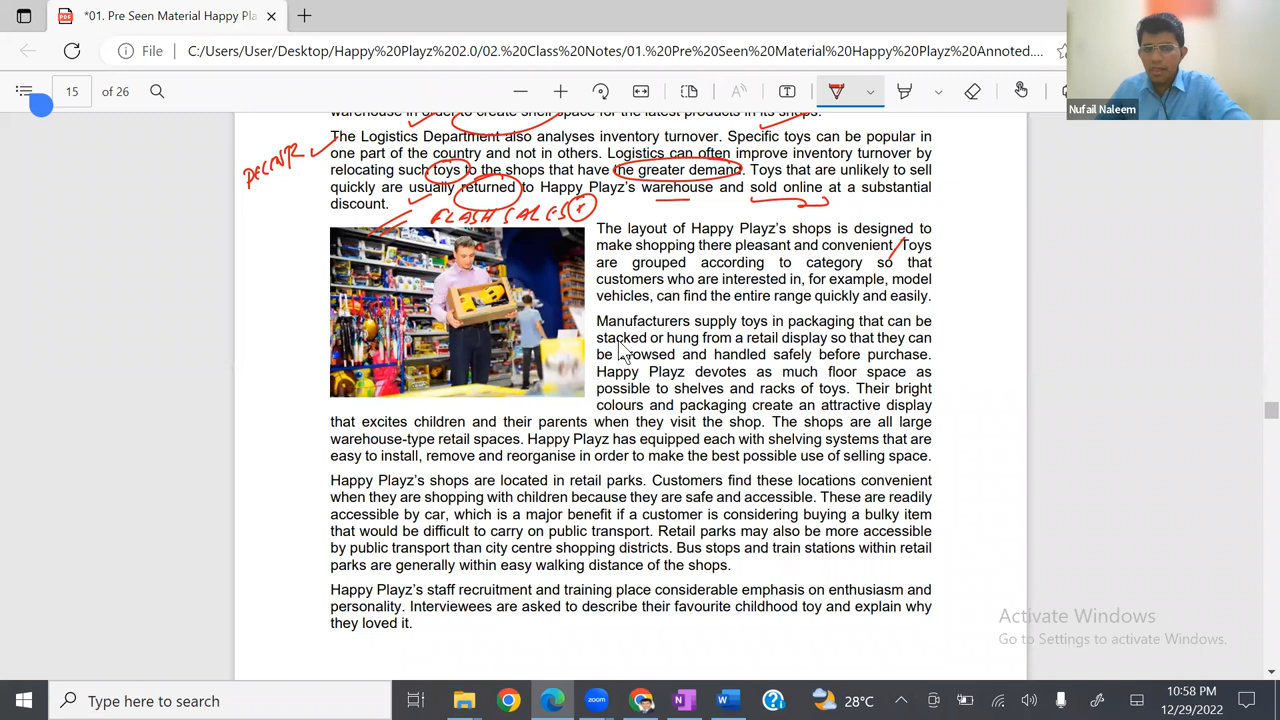 *01. Pre Seen Material Happy Pla
File
C:/Users/User/Desktop/Happy%20Playz%202.0/02.%20Class%20Notes/01.%20Pre%20Seen%20Material%20Happy%20Playz%20Annoted....
15 of 26
Nufail Naleem
warehouse in order to create shelf space for the latest products in its shops.
The Logistics Department also analyses inventory turnover. Specific toys can be popular in
one part of the country and not in others. Logistics can often improve inventory turnover by
relocating such toys to the shops that have the greater demand. Toys that are unlikely to sell
quickly are usually returned to Happy Playz's warehouse and sold online at a substantial
discount.
FLASH SALES +
The layout of Happy Playz's shops is designed to
make shopping there pleasant and convenient. Toys
are grouped according to category so that
customers who are interested in, for example, model
vehicles, can find the entire range quickly and easily.
Manufacturers supply toys in packaging that can be
stacked or hung from a retail display so that they can
be browsed and handled safely before purchase.
Happy Playz devotes as much floor space as
possible to shelves and racks of toys. Their bright
colours and packaging create an attractive display
that excites children and their parents when they visit the shop. The shops are all large
warehouse-type retail spaces. Happy Playz has equipped each with shelving systems that are
easy to install, remove and reorganise in order to make the best possible use of selling space.
Happy Playz's shops are located in retail parks. Customers find these locations convenient
when they are shopping with children because they are safe and accessible. These are readily
accessible by car, which is a major benefit if a customer is considering buying a bulky item
that would be difficult to carry on public transport. Retail parks may also be more accessible
by public transport than city centre shopping districts. Bus stops and train stations within retail
parks are generally within easy walking distance of the shops.
Happy Playz's staff recruitment and training place considerable emphasis on enthusiasm and
personality. Interviewees are asked to describe their favourite childhood toy and explain why
they loved it.
Activate Windows
Go to Settings to activate Windows.
Type here to search
28°C
10:58 PM
12/29/2022